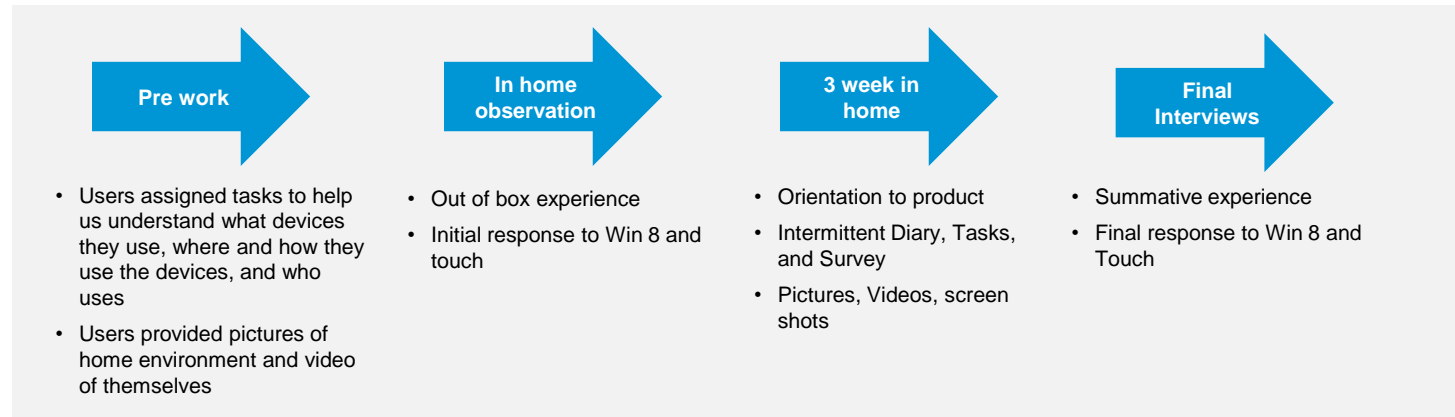 Pre work
• Users assigned tasks to help
us understand what devices
they use, where and how they
use the devices, and who
uses
• Users provided pictures of
home environment and video
of themselves
In home
observation
• Out of box experience
• Initial response to Win 8 and
touch
3 week in
home
• Orientation to product
• Intermittent Diary, Tasks,
and Survey
• Pictures, Videos, screen
shots
Final
Interviews
• Summative experience
• Final response to Win 8 and
Touch